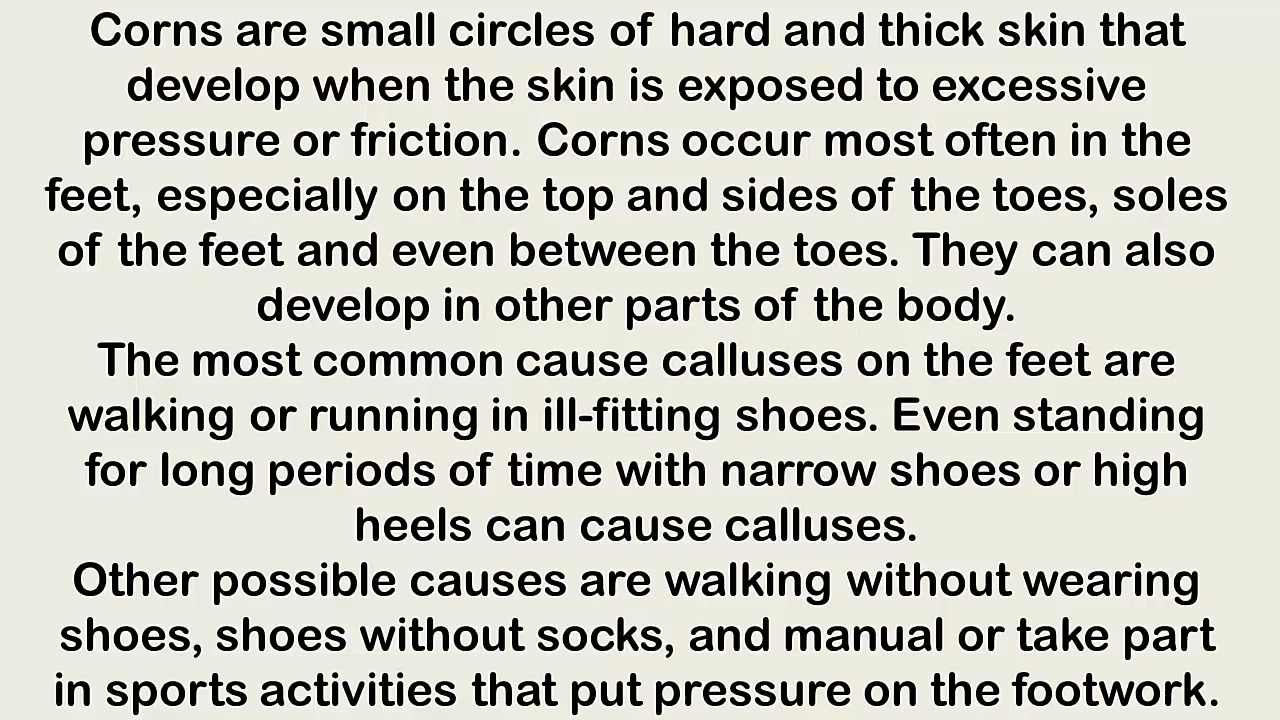 Corns are small circles of hard and thick skin that
develop when the skin is exposed to excessive
pressure or friction. Corns occur most often in the
feet, especially on the top and sides of the toes, soles
of the feet and even between the toes. They can also
develop in other parts of the body.
The most common cause calluses on the feet are
walking or running in ill-fitting shoes. Even standing
for long periods of time with narrow shoes or high
heels can cause calluses.
Other possible causes are walking without wearing
shoes, shoes without socks, and manual or take part
in sports activities that put pressure on the footwork.